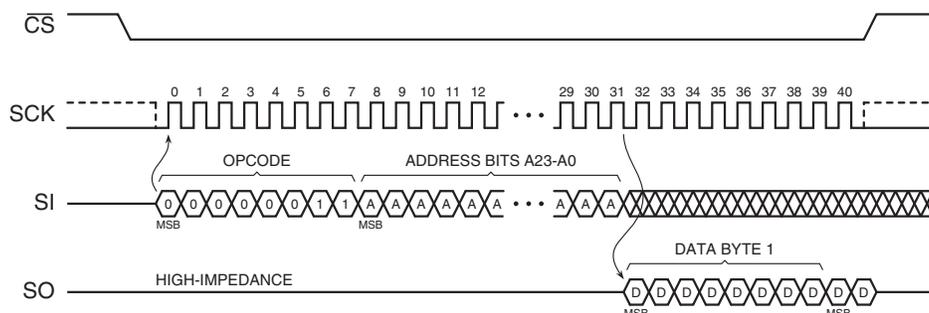 CS
0 1 2 3 4 5 6 7 8 9 10 11 12 29 30 31 32 33 34 35 36 37 38 39 40
SCK
OPCODE ADDRESS BITS A23-A0
SI 0 0 0 0 0 0 1 1 A A A A A A A A A
MSB MSB
DATA BYTE 1
HIGH-IMPEDANCE
SO D D D D D D D D D D
MSB MSB